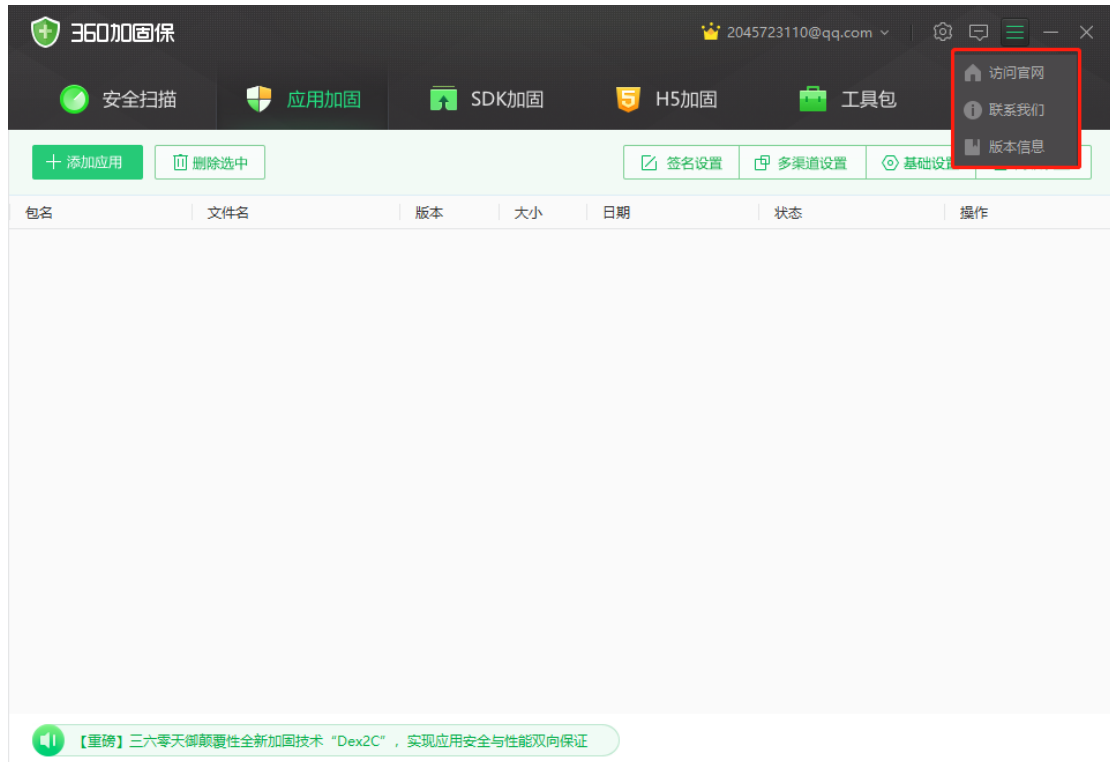 360加固保
2045723110@qq.com
访问官网
联系我们
版本信息
安全扫描
应用加固
SDK加固
H5加固
工具包
添加应用
删除选中
签名设置
多渠道设置
基础设置
包名
文件名
版本
大小
日期
状态
操作
【重磅】三六零天御颠覆性全新加固技术“Dex2C”，实现应用安全与性能双向保证